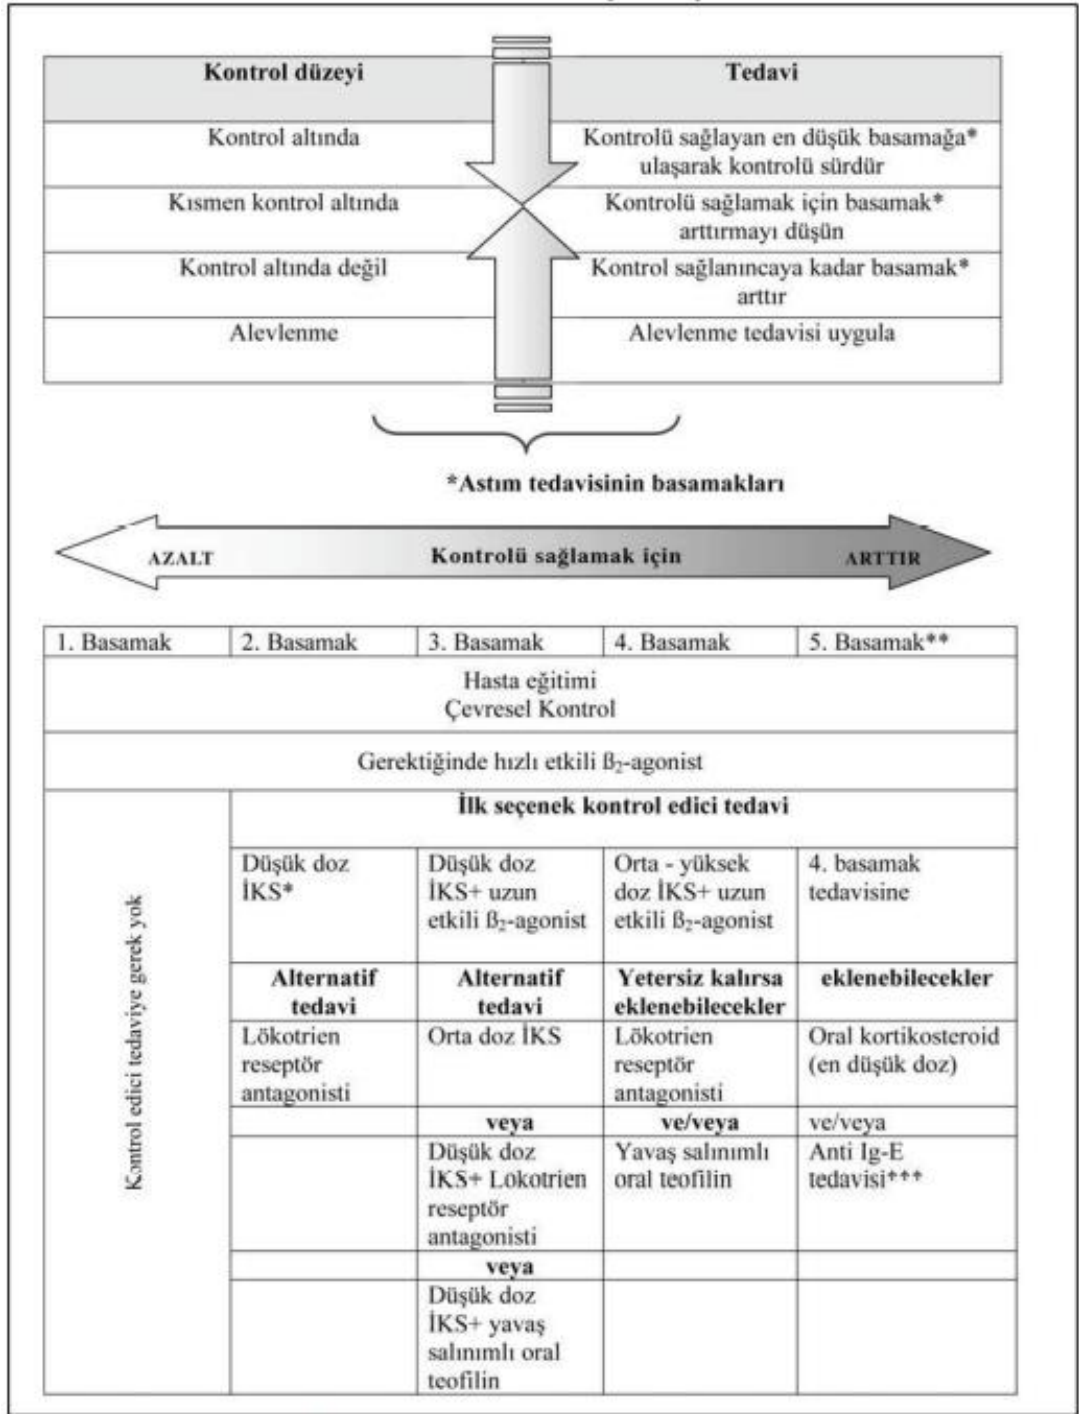 Kontrol düzeyi
Tedavi
Kontrol altında
Kontrolü sağlayan en düşük basamağa*
ulaşarak kontrolü sürdür
Kısmen kontrol altında
Kontrolü sağlamak için basamak*
arttırmayı düşün
Kontrol altında değil
Kontrol sağlanıncaya kadar basamak*
arttır
Alevlenme
Alevlenme tedavisi uygula
*Astım tedavisinin basamakları
AZALT
Kontrolü sağlamak için
ARTTIR
1. Basamak
2. Basamak
3. Basamak
4. Basamak
5. Basamak**
Hasta eğitimi
Çevresel Kontrol
Gerektiğinde hızlı etkili ß₂-agonist
Kontrol edici tedaviye gerek yok
İlk seçenek kontrol edici tedavi
Düşük doz
İKS*
Düşük doz
İKS+ uzun
etkili ß₂-agonist
Orta - yüksek
doz İKS+ uzun
etkili ß₂-agonist
4. basamak
tedavisine
Alternatif
tedavi
Alternatif
tedavi
Yetersiz kalırsa
eklenebilecekler
eklenebilecekler
Lökotrien
reseptör
antagonisti
Orta doz İKS
Lökotrien
reseptör
antagonisti
Oral kortikosteroid
(en düşük doz)
veya
ve/veya
ve/veya
Düşük doz
İKS+ Lökotrien
reseptör
antagonisti
Yavaş salınımlı
oral teofilin
Anti Ig-E
tedavisi***
veya
Düşük doz
İKS+ yavaş
salınımlı oral
teofilin